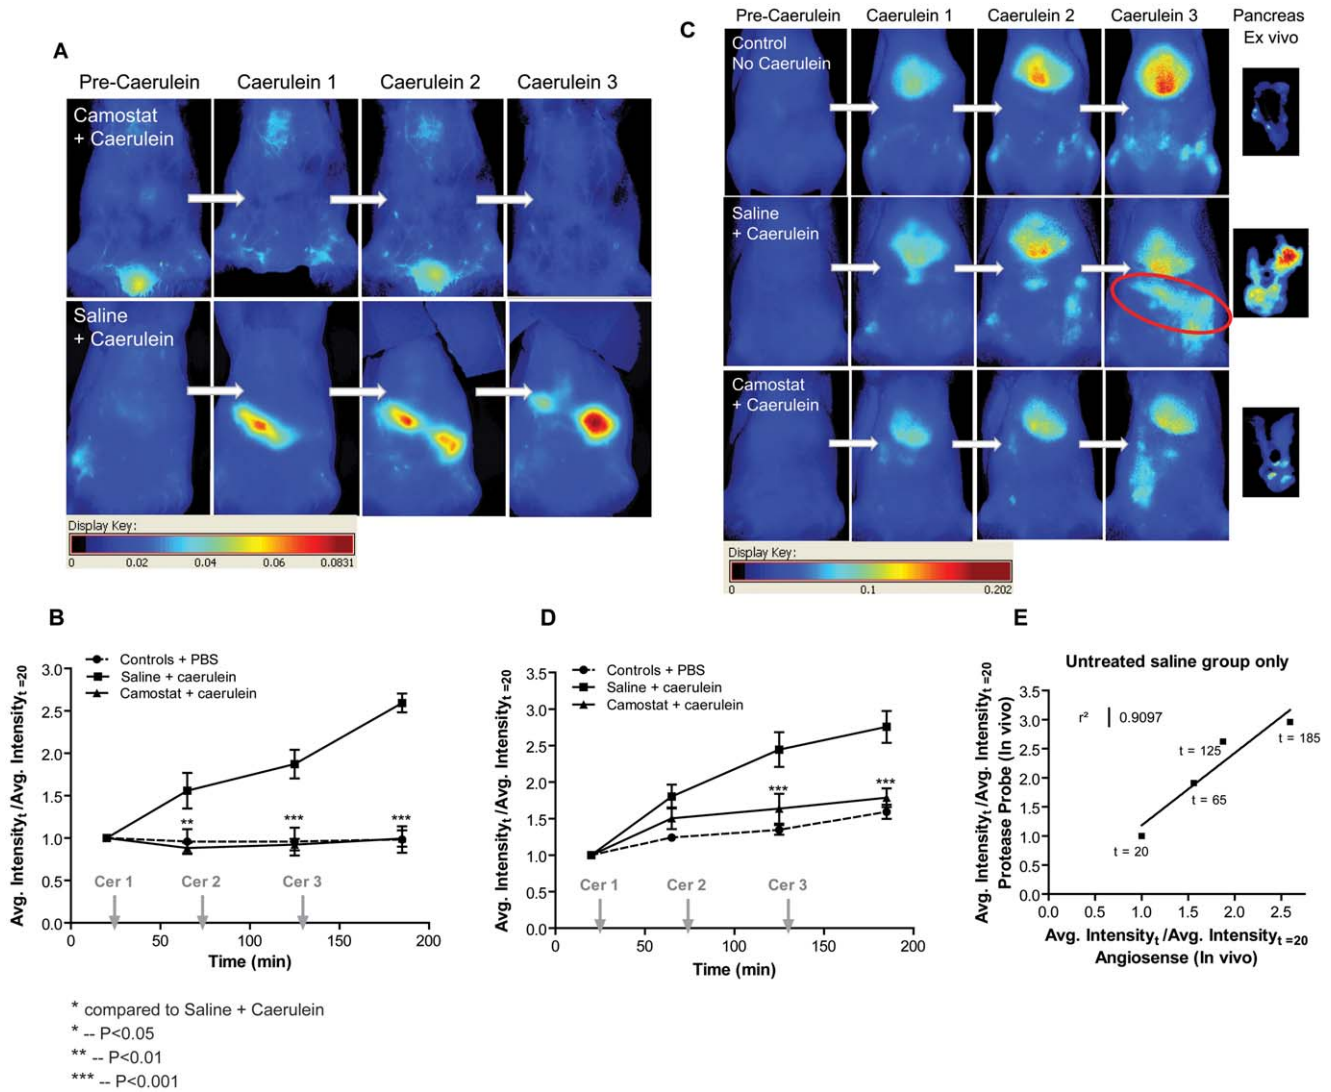 A
Pre-Caerulein Caerulein 1 Caerulein 2 Caerulein 3
Camostat
+ Caerulein
Saline
+ Caerulein
Display Key:
0 0.02 0.04 0.06 0.0831
C
Pre-Caerulein Caerulein 1 Caerulein 2 Caerulein 3 Pancreas
Ex vivo
Control
No Caerulein
Saline
+ Caerulein
Camostat
+ Caerulein
Display Key:
0 0.1 0.202
B
Controls + PBS
Saline + caerulein
Camostat + caerulein
Avg. Intensityt /Avg. Intensityt =20
3.0
2.5
2.0
1.5
1.0
0.5
0.0
** *** ***
Cer 1 Cer 2 Cer 3
0 50 100 150 200
Time (min)
* compared to Saline + Caerulein
* -- P<0.05
** -- P<0.01
*** -- P<0.001
D
Controls + PBS
Saline + caerulein
Camostat + caerulein
Avg. Intensityt /Avg. Intensityt =20
3.5
3.0
2.5
2.0
1.5
1.0
0.5
0.0
*** ***
Cer 1 Cer 2 Cer 3
0 50 100 150 200
Time (min)
E
Untreated saline group only
Avg. Intensityt /Avg. Intensityt =20
Protease Probe (In vivo)
3.5
3.0
2.5
2.0
1.5
1.0
0.5
0.0
r² 0.9097
t = 125
t = 185
t = 65
t = 20
0.0 0.5 1.0 1.5 2.0 2.5
Avg. Intensityt /Avg. Intensityt =20
Angiosense (In vivo)